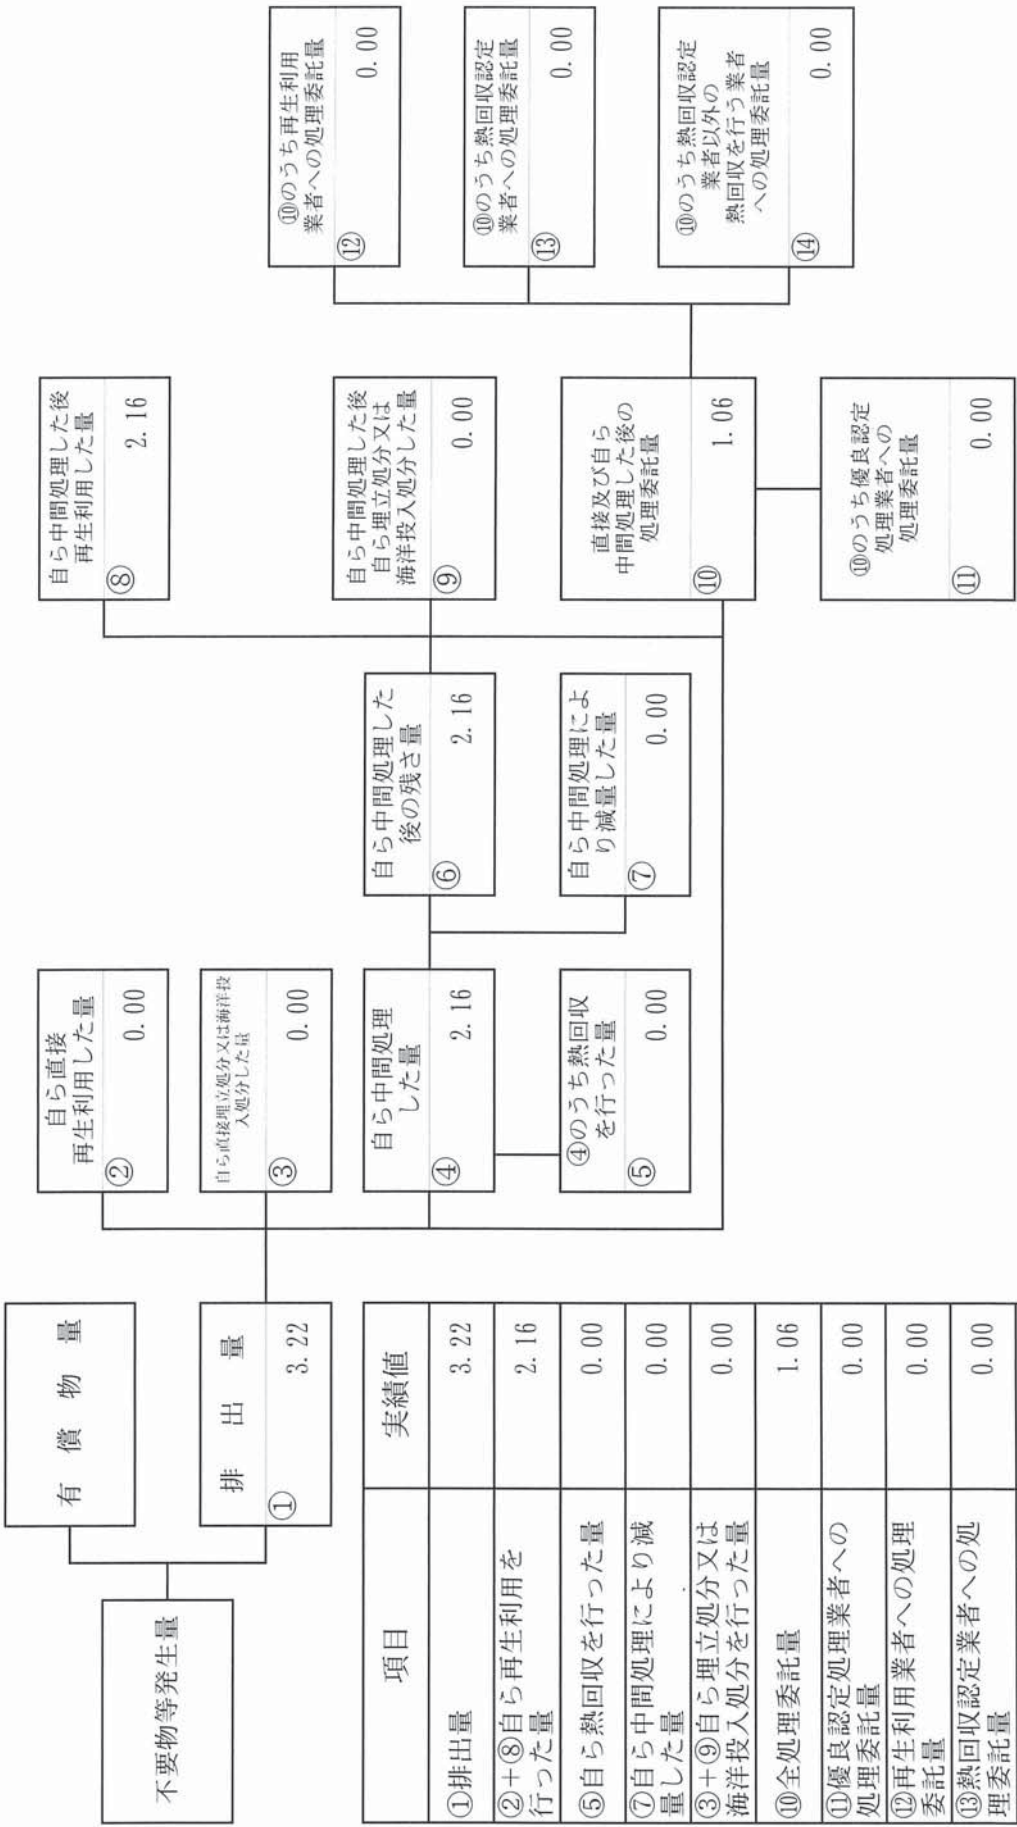 不要物等発生量
有償物量
排出量
① 3.22
自ら直接
再生利用した量
② 0.00
自ら直接埋立処分又は海洋投
入処分した量
③ 0.00
自ら中間処理
した量
④ 2.16
④のうち熱回収
を行った量
⑤ 0.00
自ら中間処理した
後の残さ量
⑥ 2.16
自ら中間処理によ
り減量した量
⑦ 0.00
自ら中間処理した後
再生利用した量
⑧ 2.16
自ら中間処理した後
自ら埋立処分又は
海洋投入処分した量
⑨ 0.00
直接及び自ら
中間処理した後の
処理委託量
⑩ 1.06
⑩のうち優良認定
処理業者への
処理委託量
⑪ 0.00
⑩のうち再生利用
業者への処理委託量
⑫ 0.00
⑩のうち熱回収認定
業者への処理委託量
⑬ 0.00
⑩のうち熱回収認定
業者以外の
熱回収を行う業者
への処理委託量
⑭ 0.00
項目 実績値
①排出量 3.22
②+⑧自ら再生利用を
行った量 2.16
⑤自ら熱回収を行った量 0.00
⑦自ら中間処理により減
量した量 0.00
③+⑨自ら埋立処分又は
海洋投入処分を行った量 0.00
⑩全処理委託量 1.06
⑪優良認定処理業者への
処理委託量 0.00
⑫再生利用業者への処理
委託量 0.00
⑬熱回収認定業者への処
理委託量 0.00